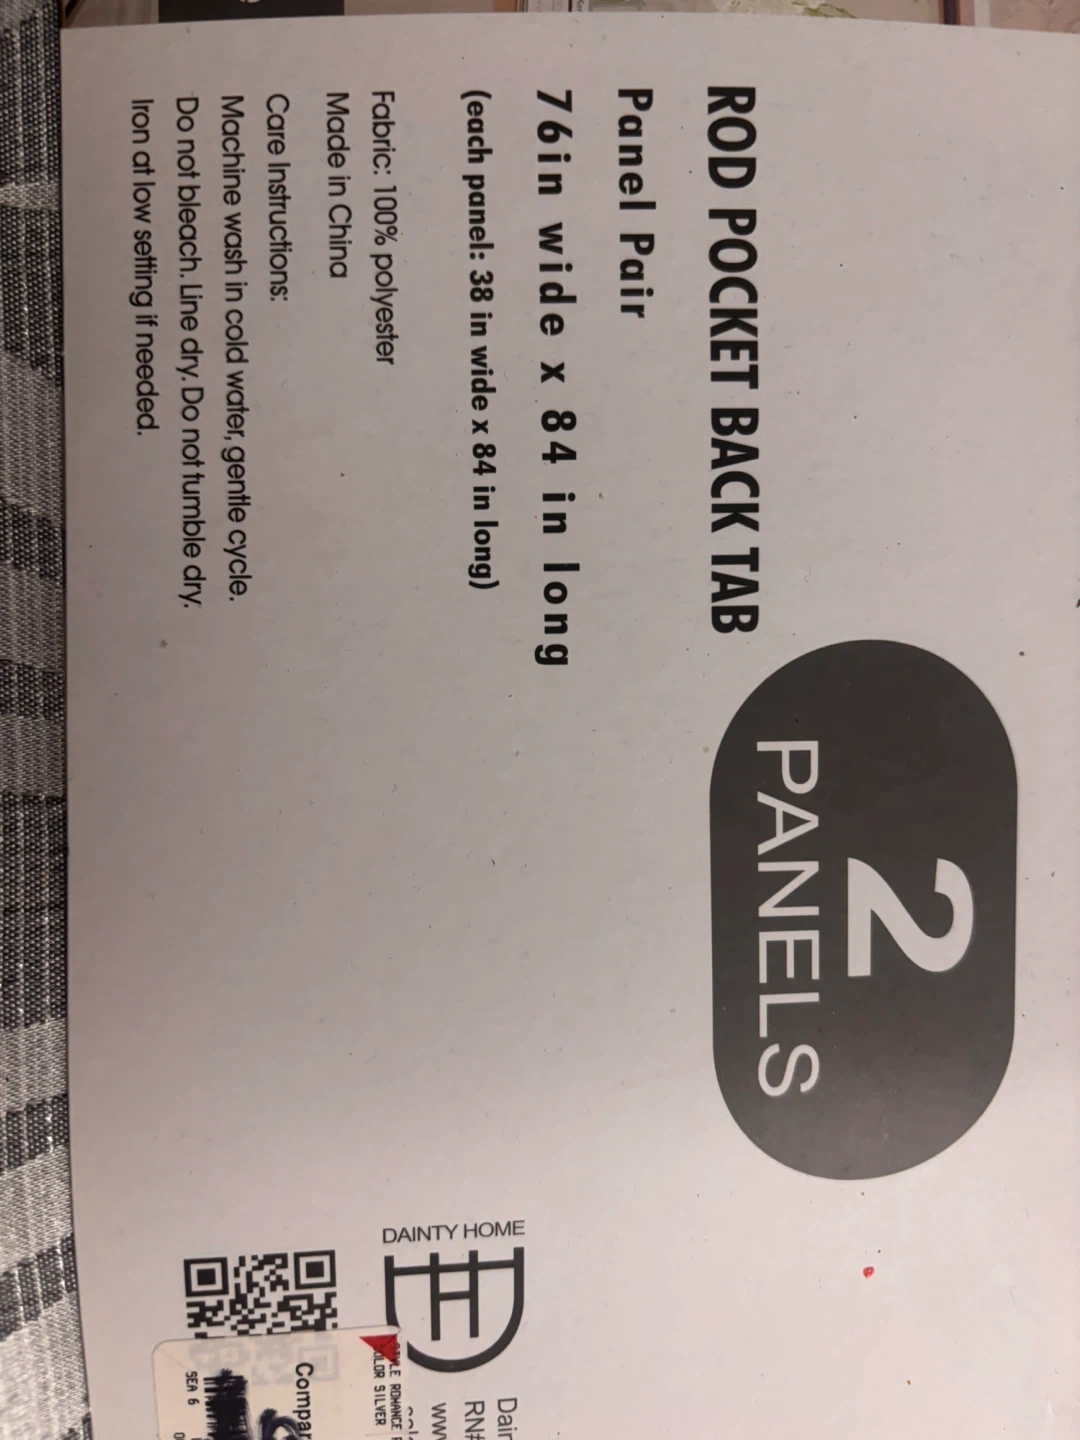 2
PANELS
ROD POCKET BACK TAB
Panel Pair
76in wide x 84 in long
(each panel: 38 in wide x 84 in long)
Fabric: 100% polyester
Made in China
Care Instructions:
Machine wash in cold water, gentle cycle.
Do not bleach. Line dry. Do not tumble dry.
Iron at low setting if needed.
DAINTY HOME
DH
RN#
SILVER
SEA 6